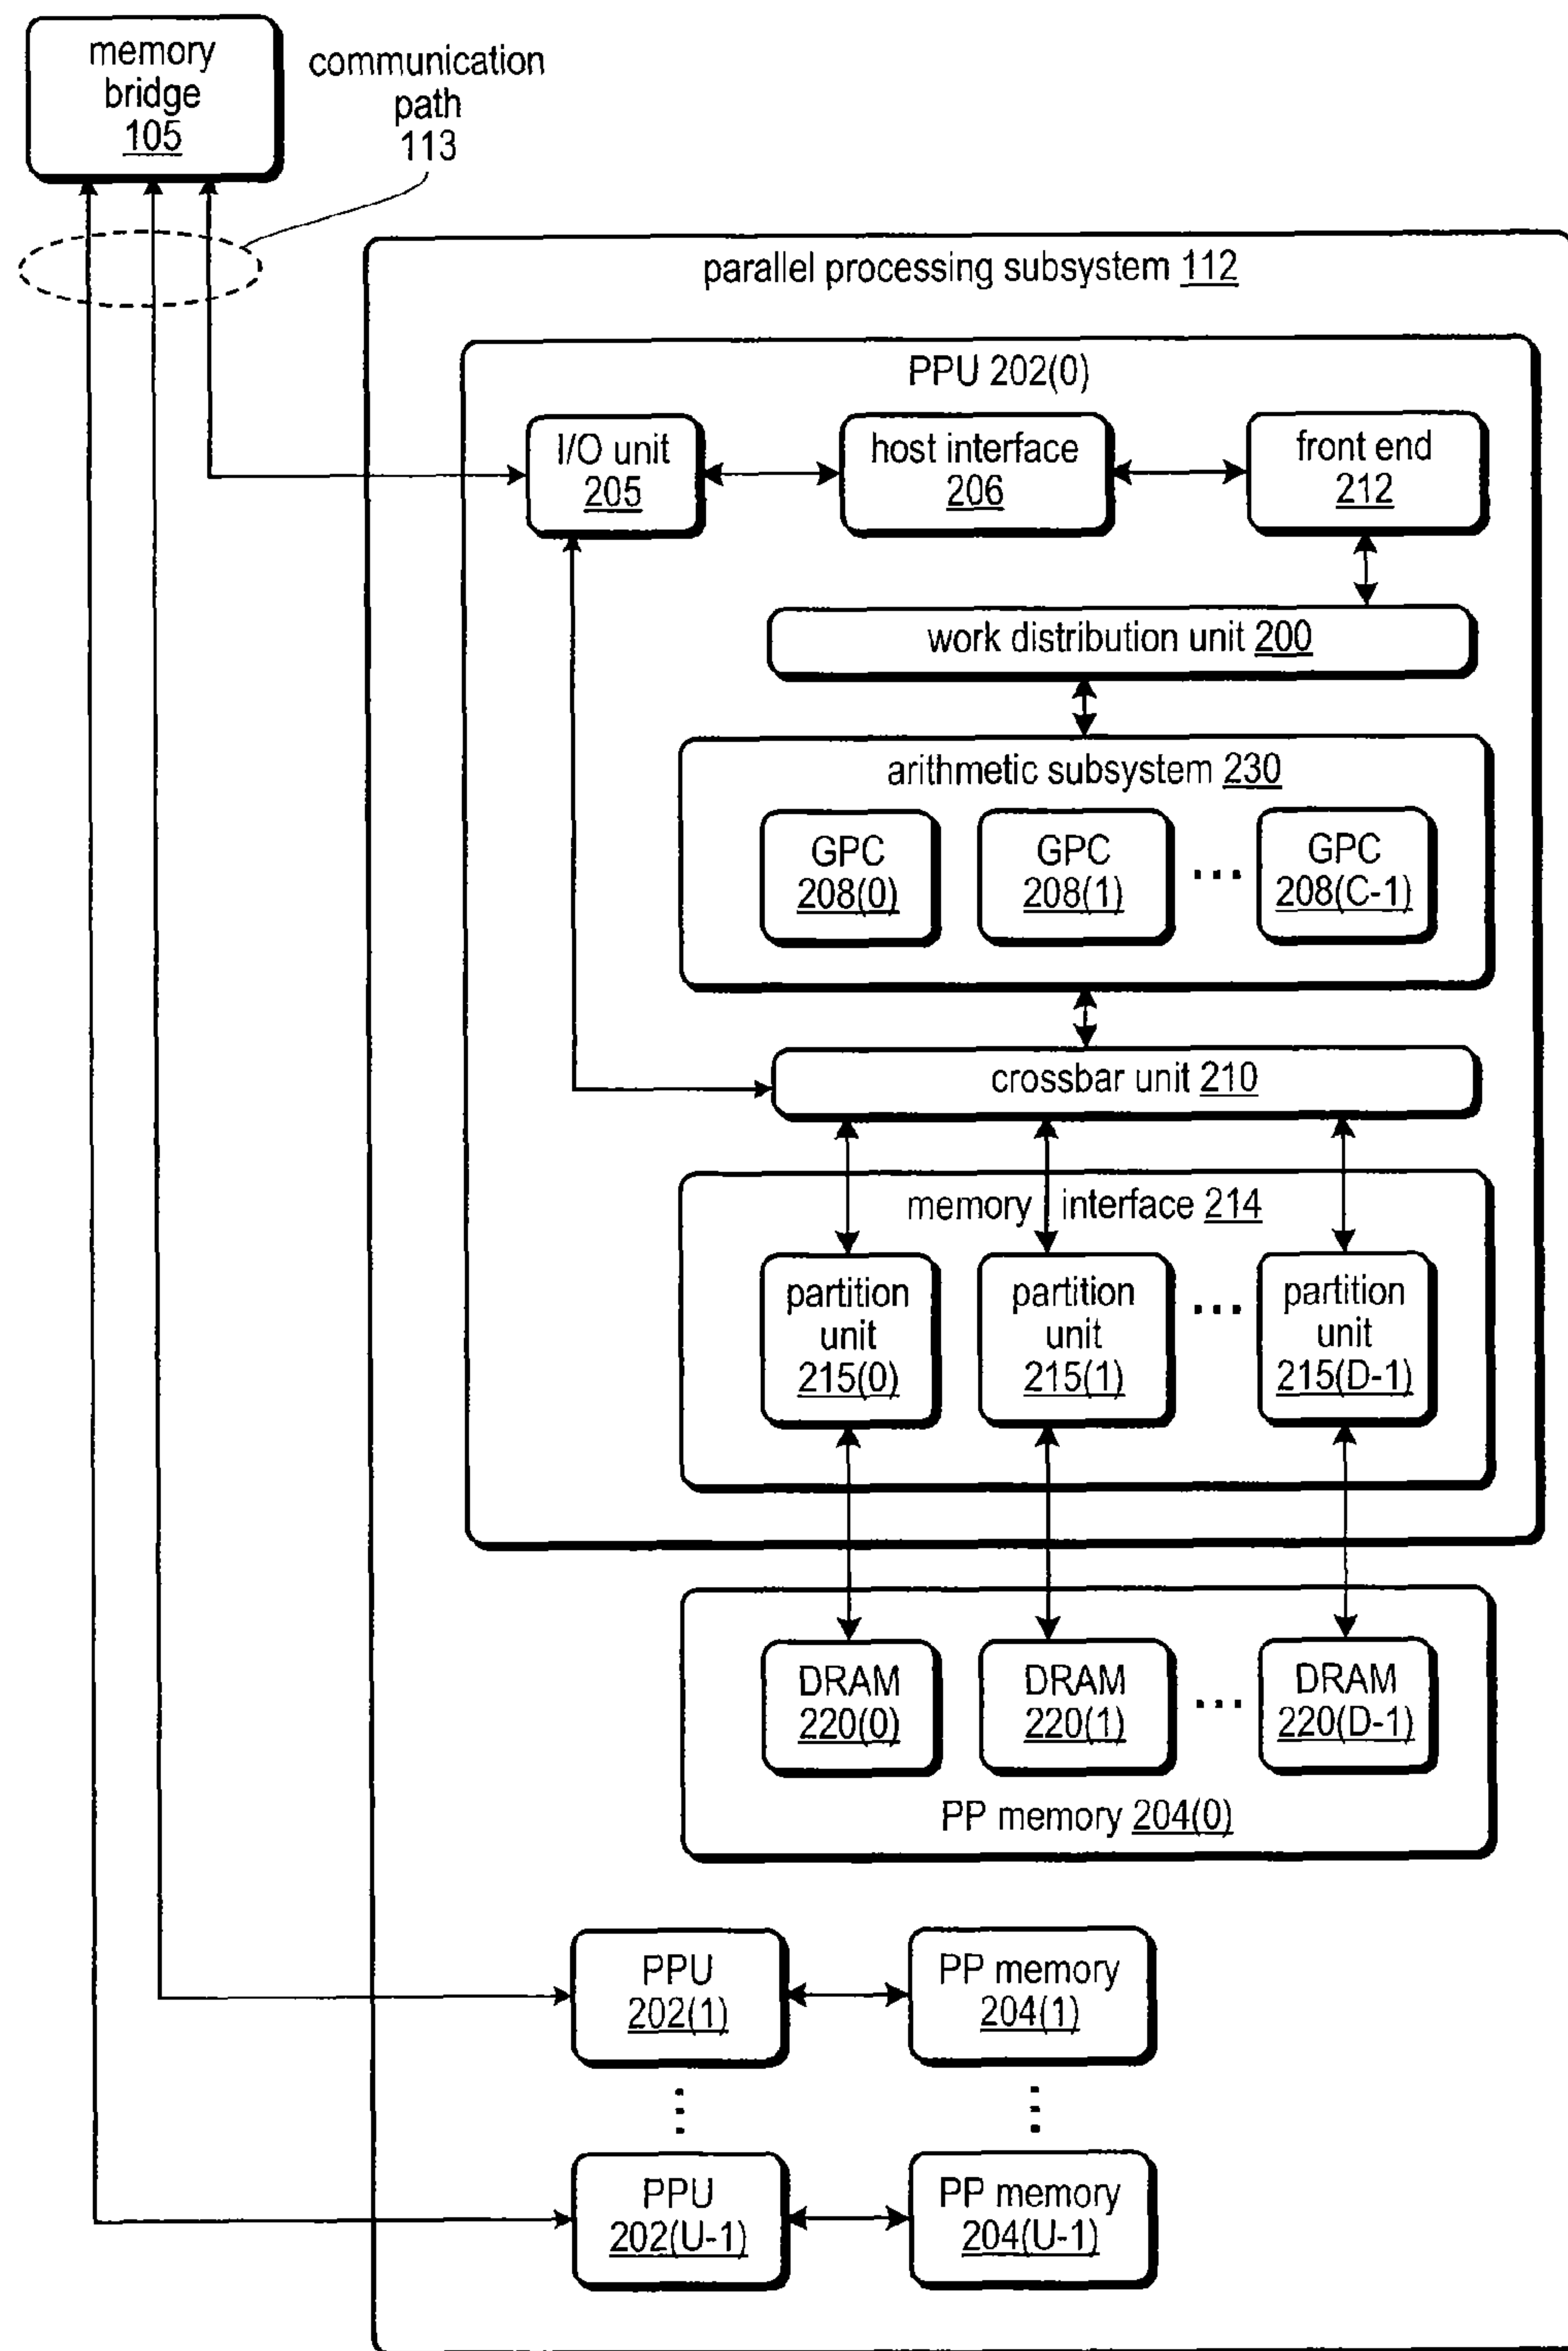 memory
bridge
105
communication
path
113
parallel processing subsystem 112
PPU 202(0)
I/O unit
205
host interface
206
front end
212
work distribution unit 200
arithmetic subsystem 230
GPC
208(0)
GPC
208(1)
...
GPC
208(C-1)
crossbar unit 210
memory interface 214
partition
unit
215(0)
partition
unit
215(1)
...
partition
unit
215(D-1)
DRAM
220(0)
DRAM
220(1)
...
DRAM
220(D-1)
PP memory 204(0)
PPU
202(1)
PP memory
204(1)
PPU
202(U-1)
PP memory
204(U-1)